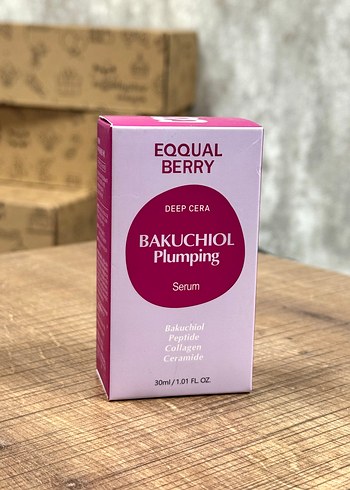 EQQUAL
BERRY
DEEP CERA
BAKUCHIOL
Plumping
Serum
Bakuchiol
Peptide
Collagen
Ceramide
30ml / 1.01 FL. OZ.